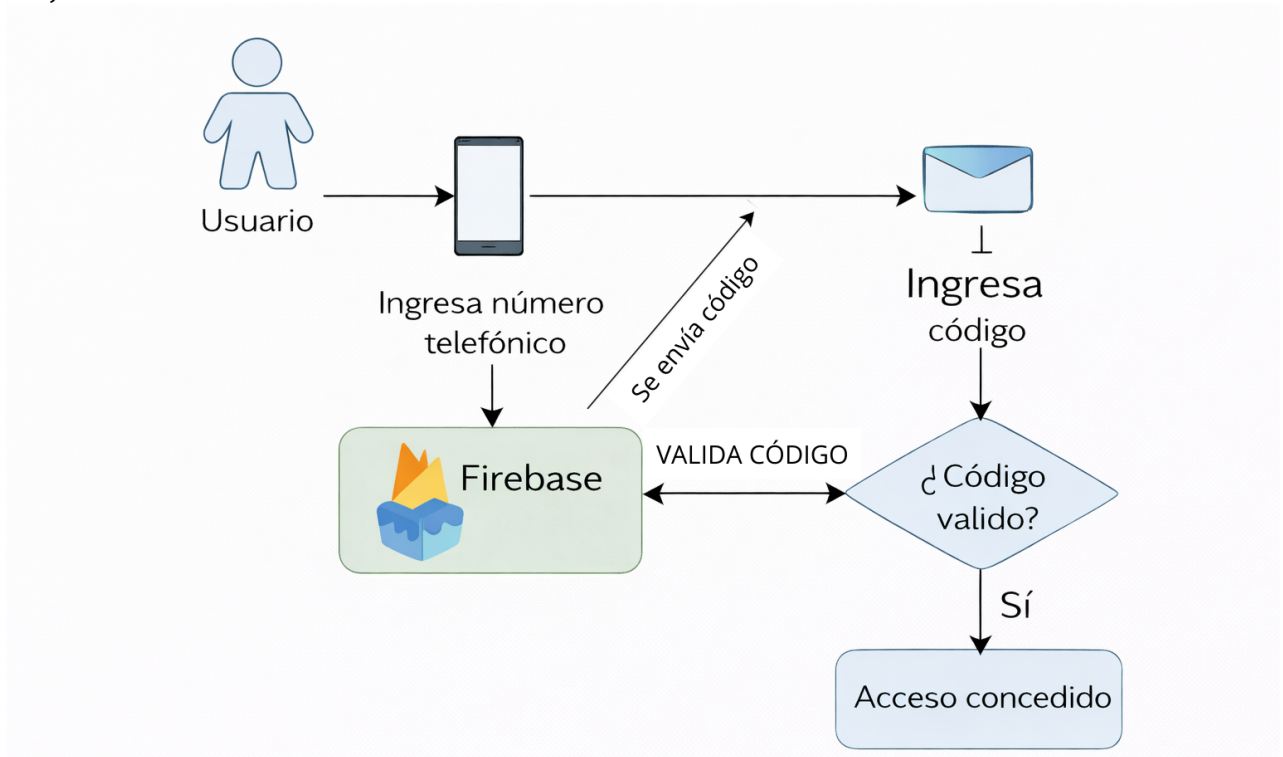 Usuario
Ingresa número
telefónico
Se envía código
Ingresa
código
Firebase
VALIDA CÓDIGO
¿Código
valido?
Sí
Acceso concedido